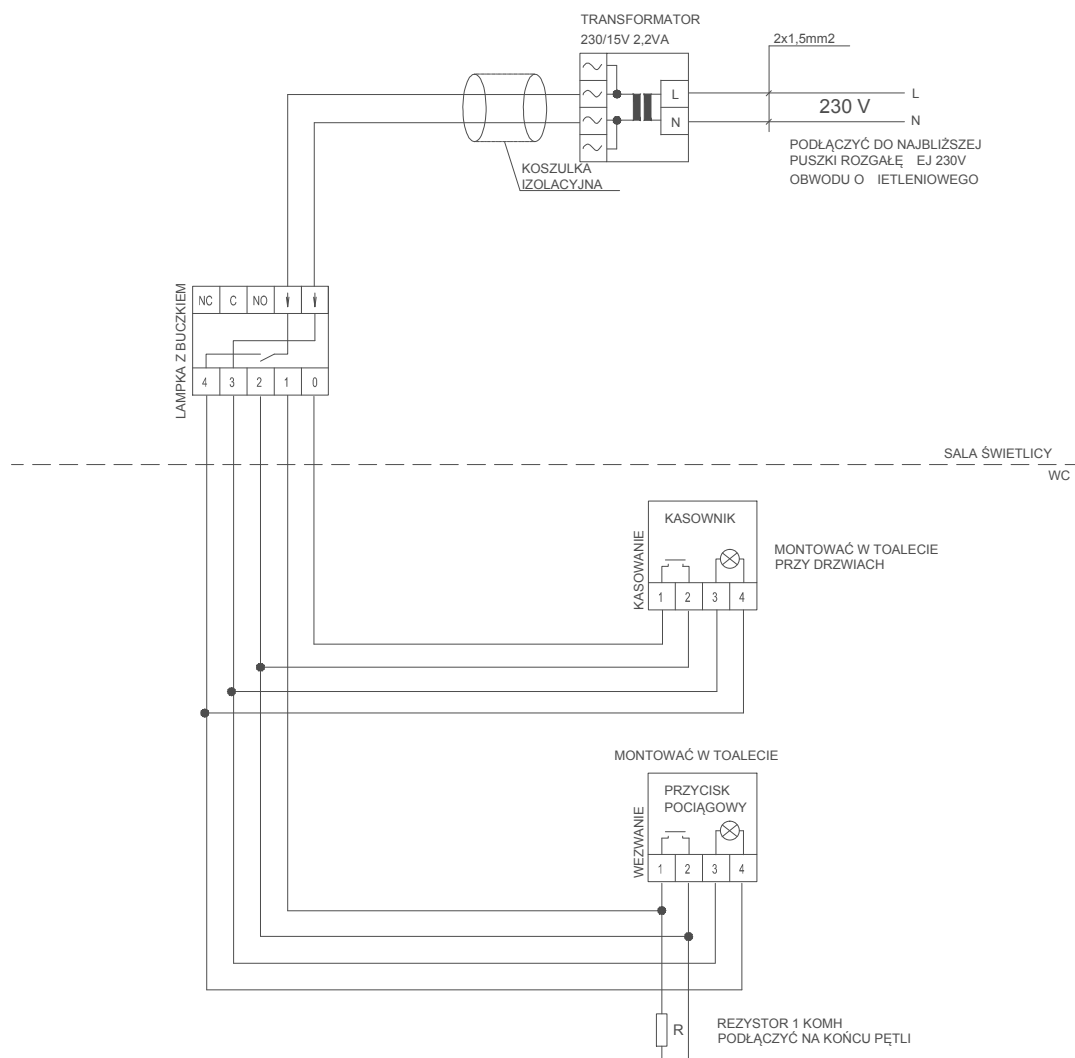 TRANSFORMATOR
230/15V 2,2VA
2x1,5mm2
L
L
230 V
N
N
PODŁĄCZYĆ DO NAJBLIŻSZEJ
PUSZKI ROZGAŁĘ EJ 230V
OBWODU O IETLENIOWEGO
KOSZULKA
IZOLACYJNA
LAMPKA Z BUCZKIEM
NC C NO
4 3 2 1 0
SALA ŚWIETLICY
WC
KASOWANIE
KASOWNIK
1 2 3 4
MONTOWAĆ W TOALECIE
PRZY DRZWIACH
MONTOWAĆ W TOALECIE
WEZWANIE
PRZYCISK
POCIĄGOWY
1 2 3 4
R
REZYSTOR 1 KOMH
PODŁĄCZYĆ NA KOŃCU PĘTLI